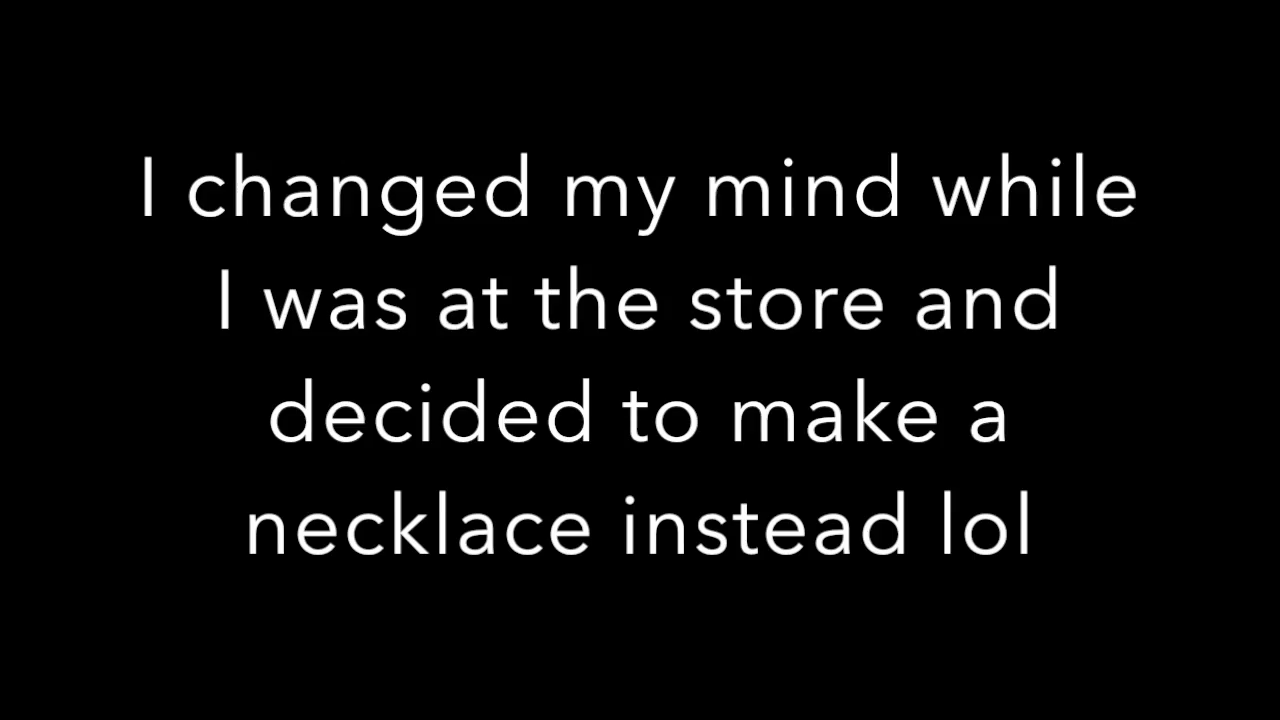 I changed my mind while
I was at the store and
decided to make a
necklace instead lol